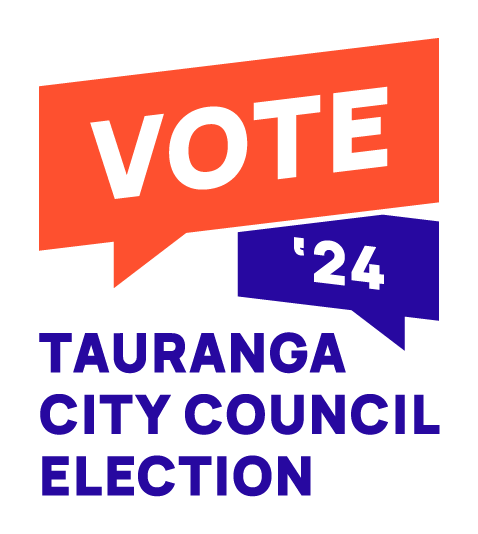 VOTE
‘24
TAURANGA
CITY COUNCIL
ELECTION